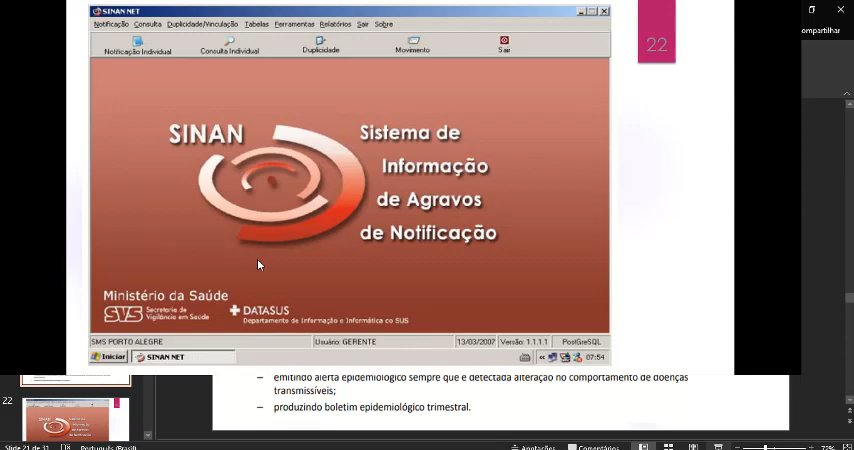 SINAN NET
Notificação Consulta Duplicidade/Vinculação Tabelas Ferramentas Relatórios Sair Sobre
Notificação Individual Consulta Individual Duplicidade Movimento Sair
22
ompartilhar
SINAN
Sistema de
Informação
de Agravos
de Notificação
Ministério da Saúde
SVS Secretaria de
Vigilância em Saúde
DATASUS
Departamento de Informação e Informática do SUS
SMS PORTO ALEGRE Usuário: GERENTE 13/03/2007 Versão: 1.1.1.1 PostGreSQL
Iniciar SINAN NET 07:54
– emitindo alerta epidemiológico sempre que é detectada alteração no comportamento de doenças
transmissíveis;
– produzindo boletim epidemiológico trimestral.
22
Slide 21 de 31 Português (Brasil) Anotações Comentários 72%